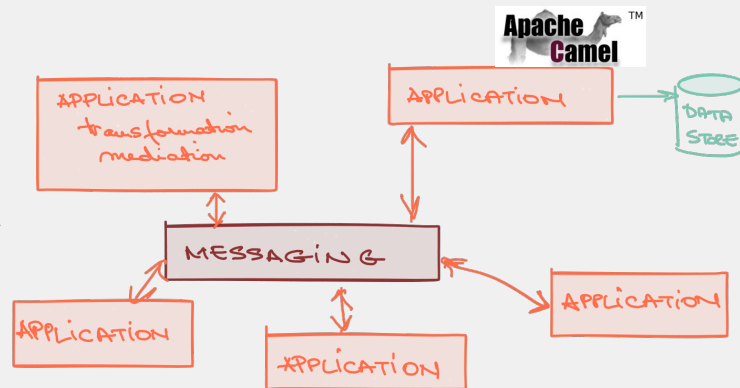 Apache
Camel
TM
APPLICATION
transformation
mediation
APPLICATION
DATA
STORE
MESSAGING
APPLICATION
APPLICATION
APPLICATION